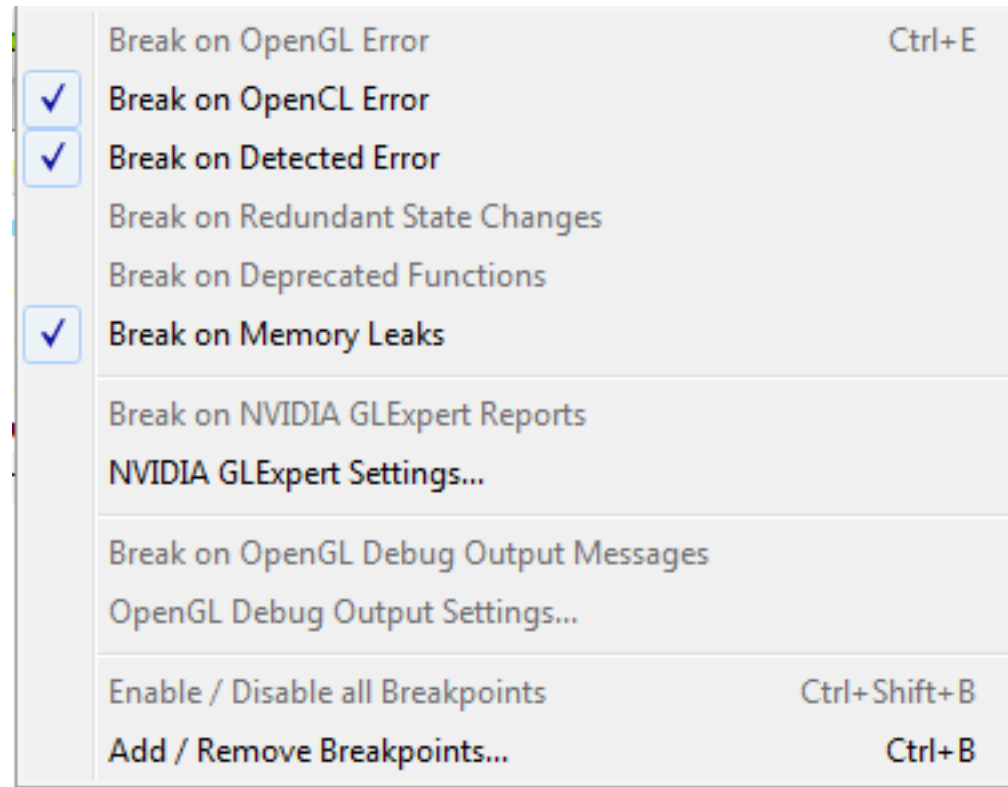 Break on OpenGL Error Ctrl+E
Break on OpenCL Error
Break on Detected Error
Break on Redundant State Changes
Break on Deprecated Functions
Break on Memory Leaks
Break on NVIDIA GLExpert Reports
NVIDIA GLExpert Settings...
Break on OpenGL Debug Output Messages
OpenGL Debug Output Settings...
Enable / Disable all Breakpoints Ctrl+Shift+B
Add / Remove Breakpoints... Ctrl+B